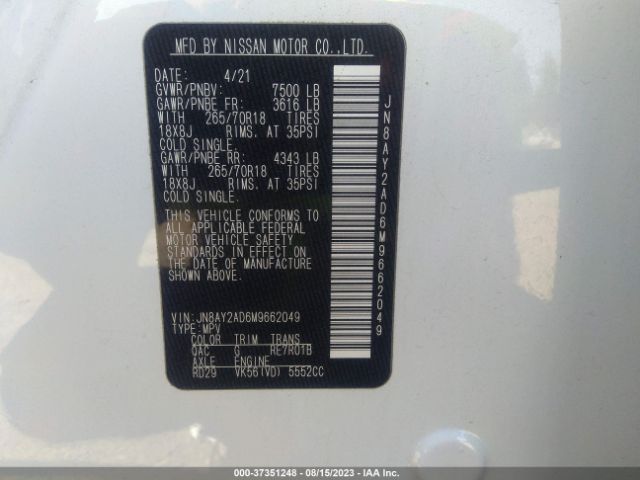 MFD BY NISSAN MOTOR CO.,LTD.
DATE: 4/21
GVWR/PNBV: 7500 LB
GAWR/PNBE FR: 3616 LB
WITH 265/70R18 TIRES
18X8J RIMS. AT 35PSI
COLD SINGLE.
GAWR/PNBE RR: 4343 LB
WITH 265/70R18 TIRES
18X8J RIMS. AT 35PSI
COLD SINGLE.
THIS VEHICLE CONFORMS TO
ALL APPLICABLE FEDERAL
MOTOR VEHICLE SAFETY
STANDARDS IN EFFECT ON
THE DATE OF MANUFACTURE
SHOWN ABOVE.
VIN: JN8AY2AD6M9662049
TYPE: MPV
COLOR TRIM TRANS
QAC G RE7R01B
AXLE ENGINE
RD29 VK56(VD) 5552CC
JN8AY2AD6M9662049
000-37351248 - 08/15/2023 - IAA Inc.